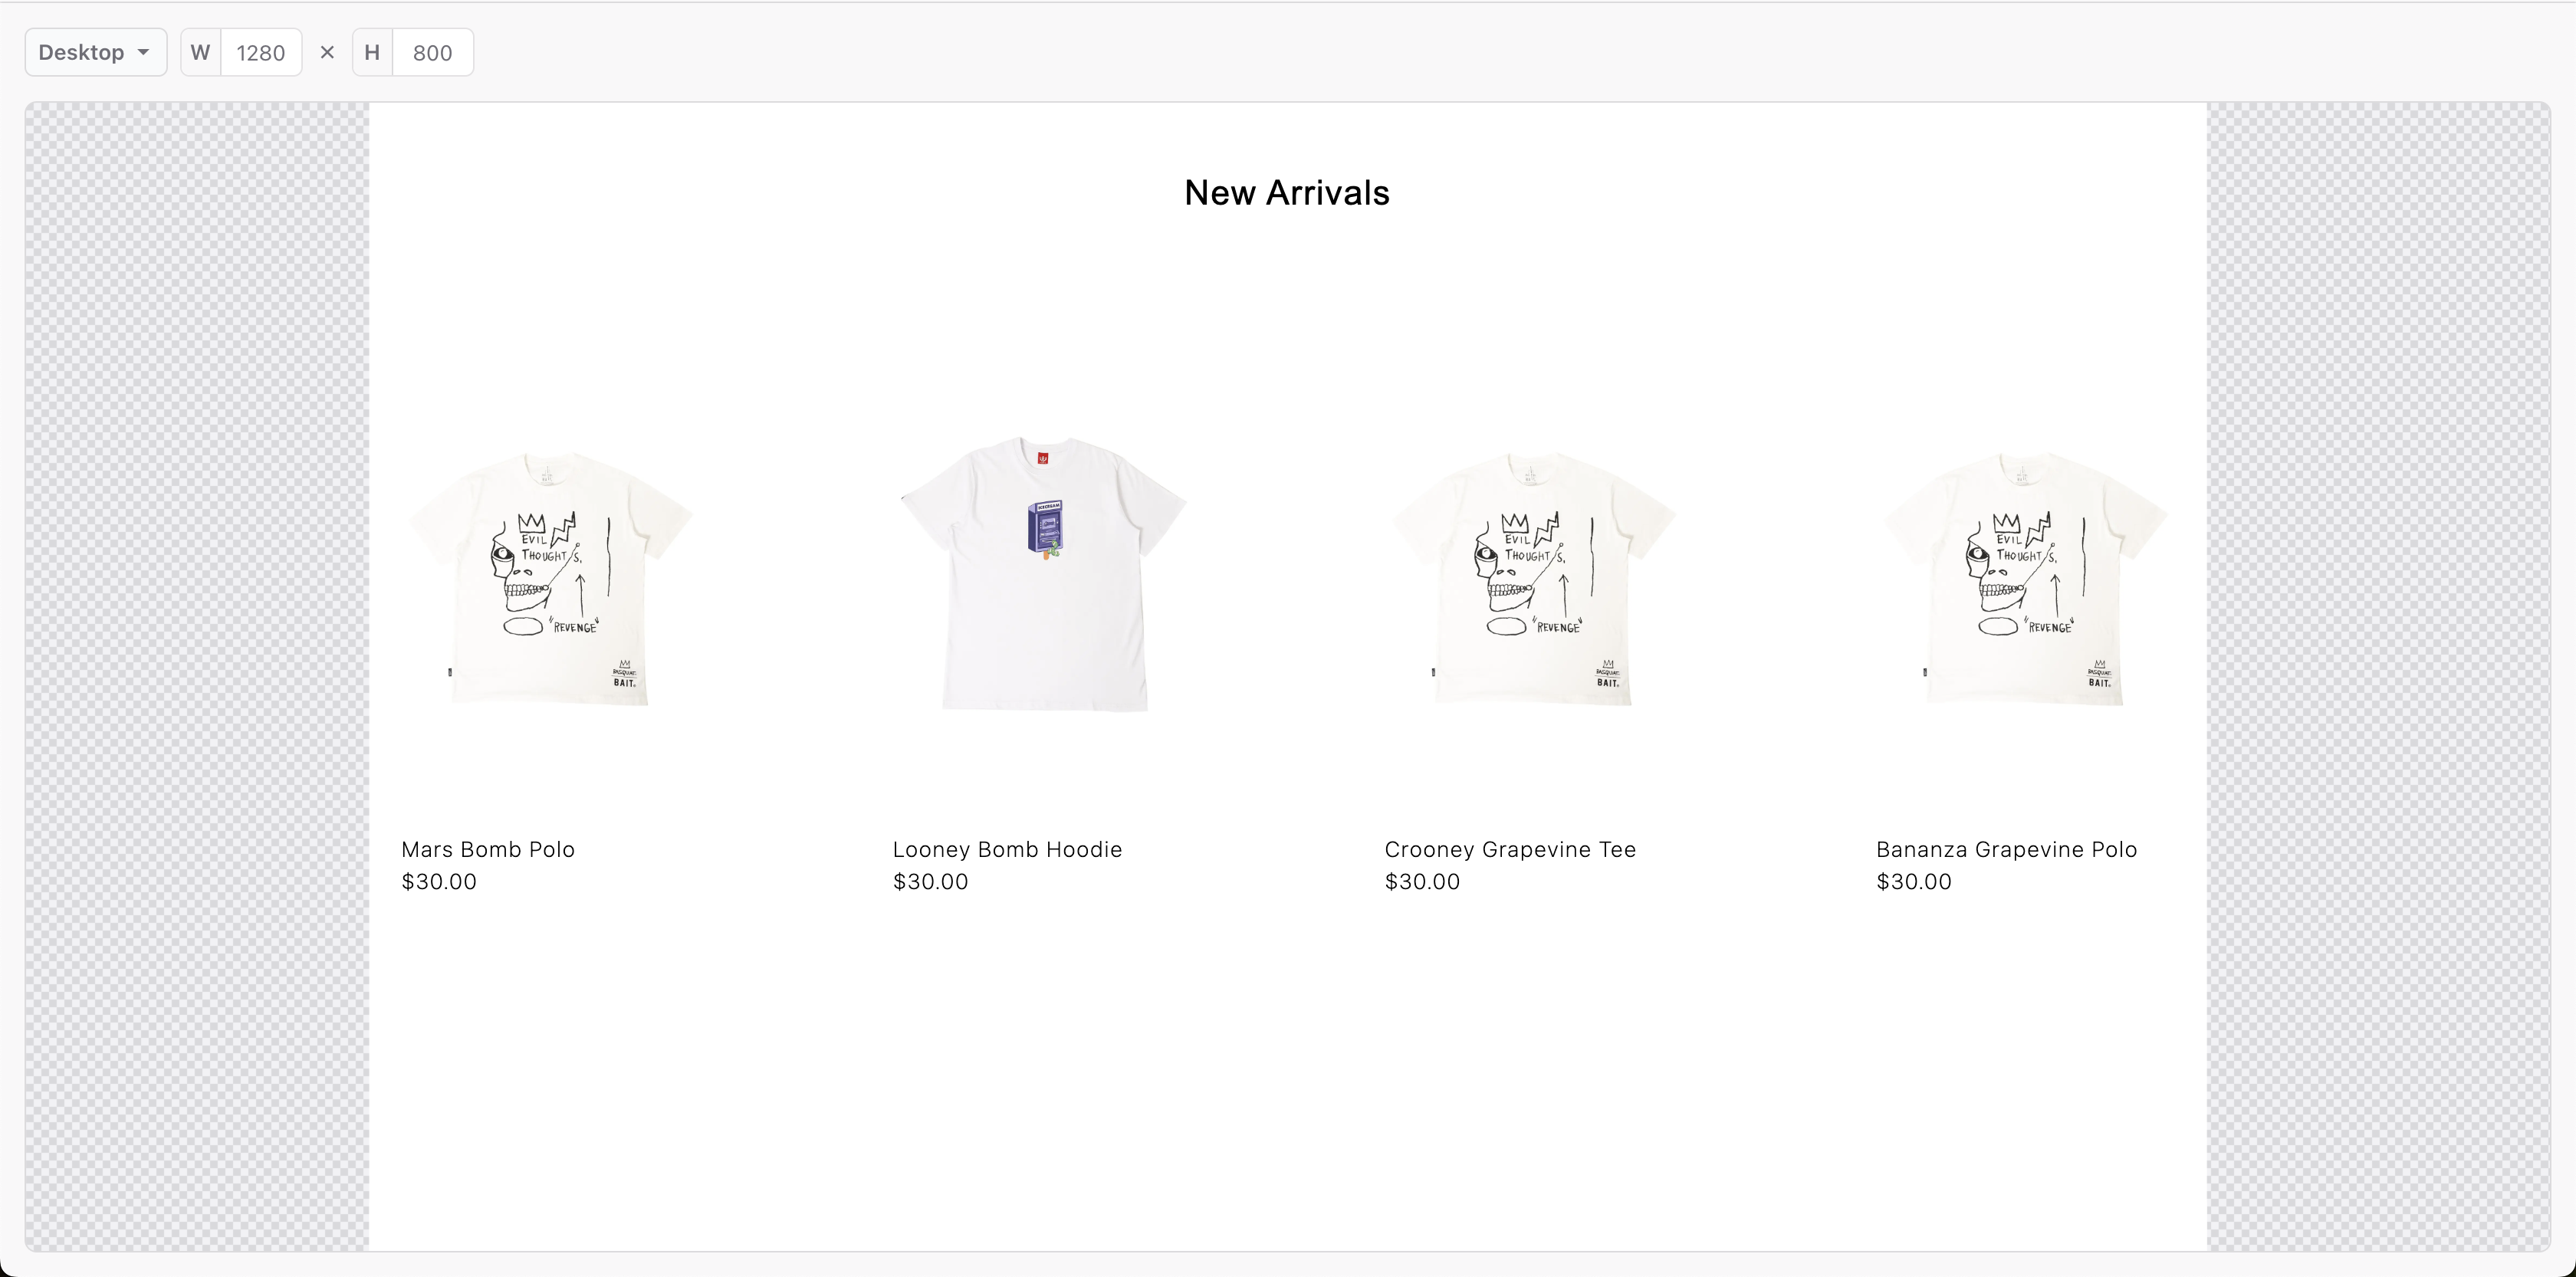 Desktop W 1280 × H 800
New Arrivals
EVIL
THOUGHTS,
"REVENGE"
BAIT.
ICECREAM
EVIL
THOUGHTS,
"REVENGE"
BAIT.
EVIL
THOUGHTS,
"REVENGE"
BAIT.
Mars Bomb Polo
$30.00
Looney Bomb Hoodie
$30.00
Crooney Grapevine Tee
$30.00
Bananza Grapevine Polo
$30.00